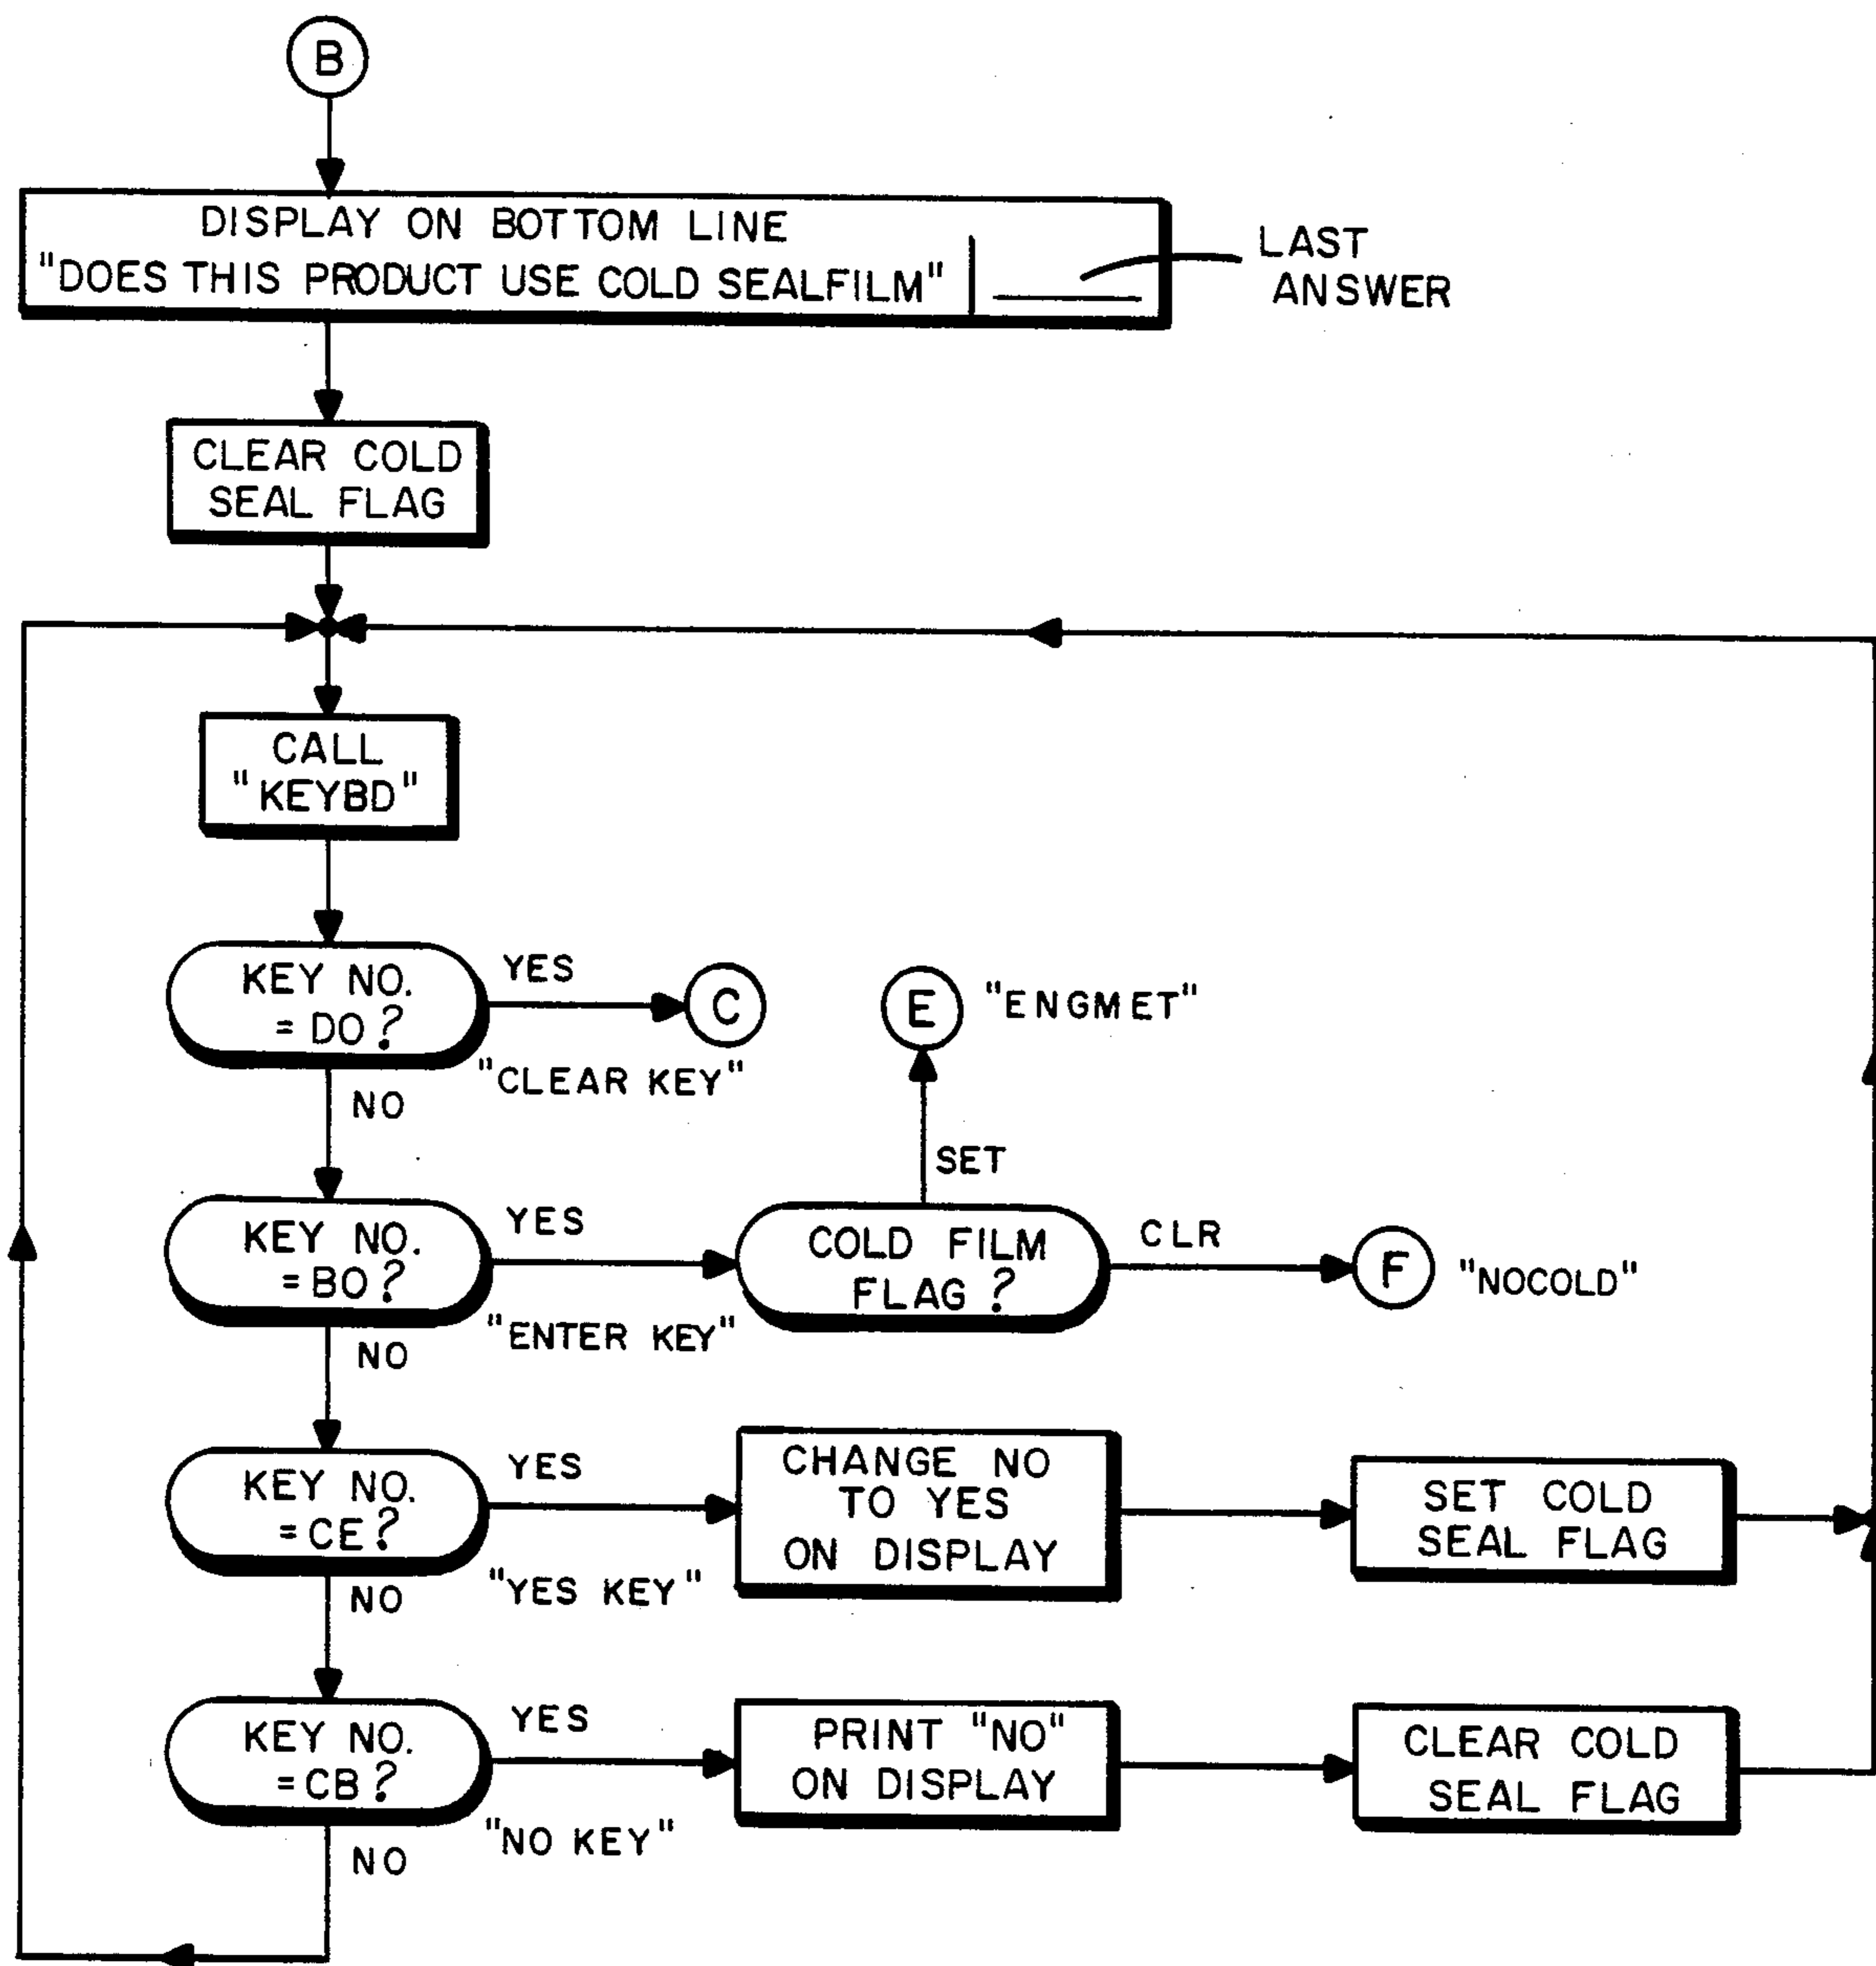 B
DISPLAY ON BOTTOM LINE
"DOES THIS PRODUCT USE COLD SEALFILM"
LAST
ANSWER
CLEAR COLD
SEAL FLAG
CALL
"KEYBD"
KEY NO.
=DO?
YES
"CLEAR KEY"
C
E
"ENGMET"
NO
SET
KEY NO.
=BO?
YES
"ENTER KEY"
COLD FILM
FLAG?
CLR
F
"NOCOLD"
NO
KEY NO.
=CE?
YES
"YES KEY"
CHANGE NO
TO YES
ON DISPLAY
SET COLD
SEAL FLAG
NO
KEY NO.
=CB?
YES
"NO KEY"
PRINT "NO"
ON DISPLAY
CLEAR COLD
SEAL FLAG
NO